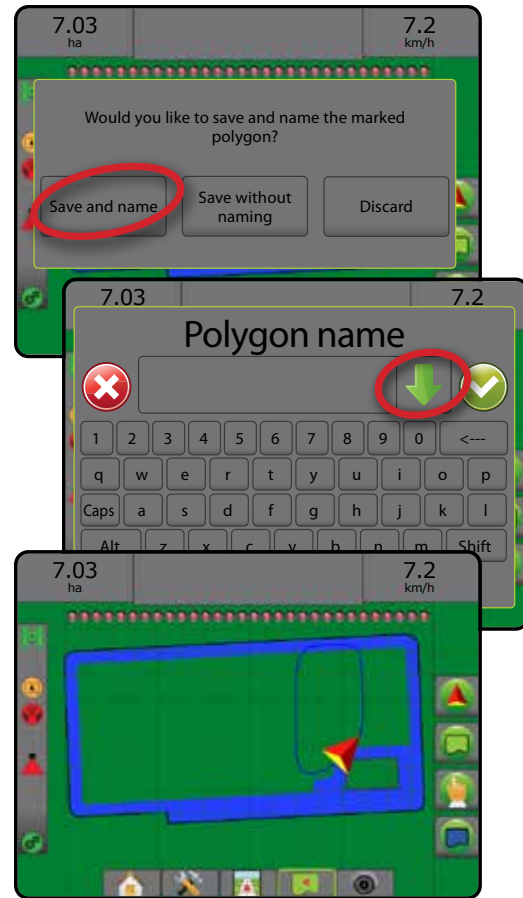 7.03 7.2
ha km/h
Would you like to save and name the marked
polygon?
Save and name Save without naming Discard
7.03 7.2
Polygon name
1 2 3 4 5 6 7 8 9 0 <---
q w e r t y u i o p
Caps a s d f g h j k l
Alt z x c v b n m Shift
7.03 7.2
ha km/h